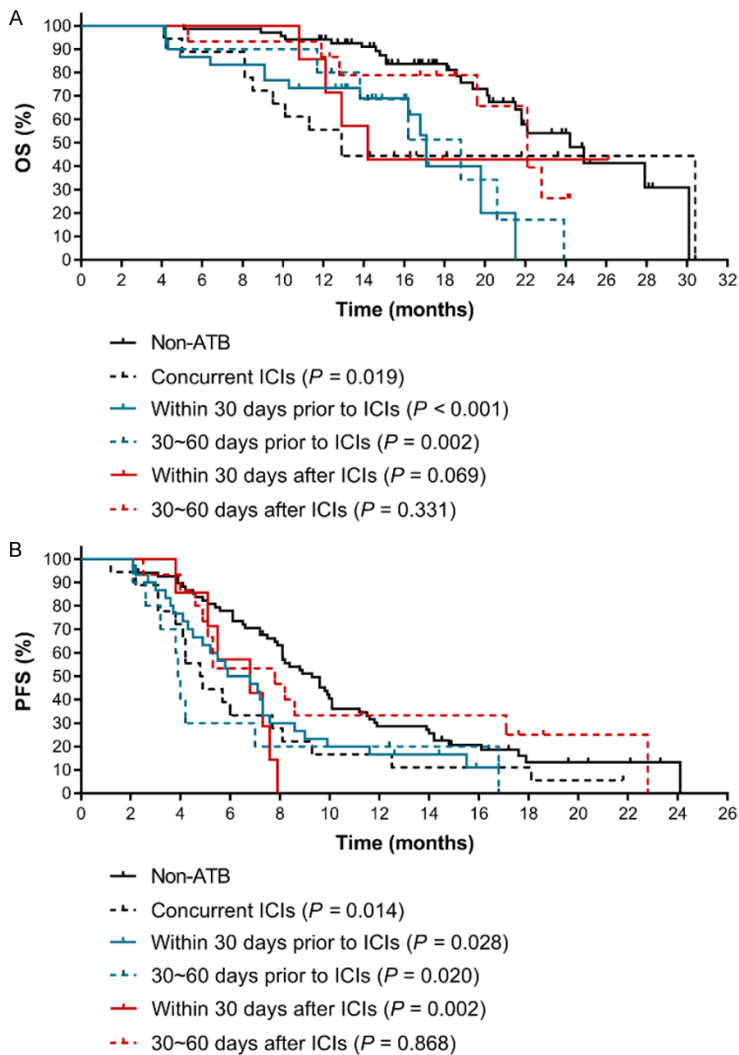 A
100
90
80
70
60
50
40
30
20
10
0
OS (%)
0 2 4 6 8 10 12 14 16 18 20 22 24 26 28 30 32
Time (months)
Non-ATB
Concurrent ICIs (P = 0.019)
Within 30 days prior to ICIs (P < 0.001)
30~60 days prior to ICIs (P = 0.002)
Within 30 days after ICIs (P = 0.069)
30~60 days after ICIs (P = 0.331)
B
100
90
80
70
60
50
40
30
20
10
0
PFS (%)
0 2 4 6 8 10 12 14 16 18 20 22 24 26
Time (months)
Non-ATB
Concurrent ICIs (P = 0.014)
Within 30 days prior to ICIs (P = 0.028)
30~60 days prior to ICIs (P = 0.020)
Within 30 days after ICIs (P = 0.002)
30~60 days after ICIs (P = 0.868)